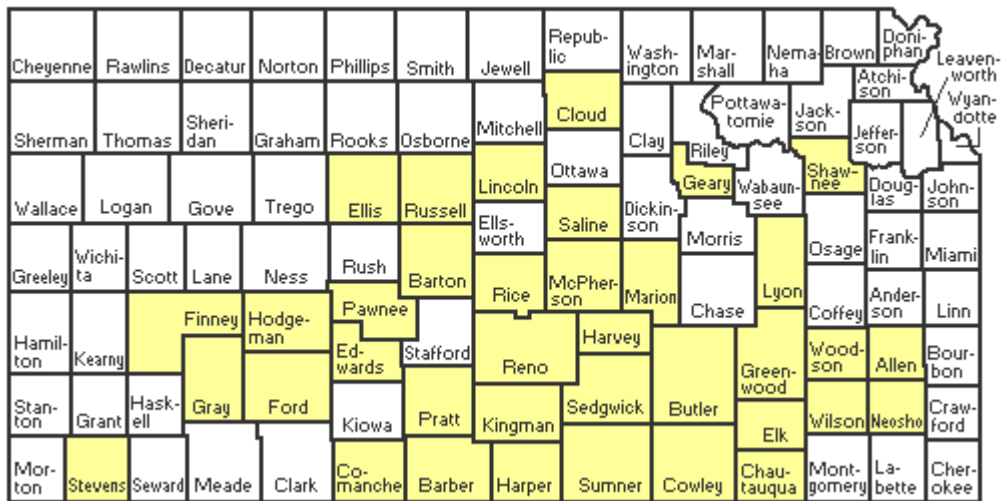 Cheyenne
Rawlins
Decatur
Norton
Phillips
Smith
Jewell
Repub-
lic
Wash-
ington
Mar-
shall
Nema-
ha
Brown
Doni-
phan
Leaven-
worth
Atchi-
son
Wyan-
dotte
Sherman
Thomas
Sheri-
dan
Graham
Rooks
Osborne
Mitchell
Cloud
Clay
Riley
Pottawa-
tomie
Jack-
son
Jeffer-
son
Wallace
Logan
Gove
Trego
Ellis
Russell
Lincoln
Ottawa
Saline
Dickin-
son
Geary
Wabaun-
see
Shaw-
nee
Doug-
las
John-
son
Greeley
Wichi-
ta
Scott
Lane
Ness
Rush
Barton
Ells-
worth
Rice
McPher-
son
Marion
Morris
Chase
Lyon
Osage
Frank-
lin
Miami
Hamil-
ton
Kearny
Finney
Hodge-
man
Pawnee
Ed-
wards
Stafford
Reno
Harvey
Green-
wood
Coffey
Ander-
son
Linn
Stan-
ton
Grant
Hask-
ell
Gray
Ford
Kiowa
Pratt
Kingman
Sedgwick
Butler
Elk
Wood-
son
Allen
Bour-
bon
Wilson
Neosho
Craw-
ford
Mor-
ton
Stevens
Seward
Meade
Clark
Co-
manche
Barber
Harper
Sumner
Cowley
Chau-
tauqua
Mont-
gomery
La-
bette
Cher-
okee